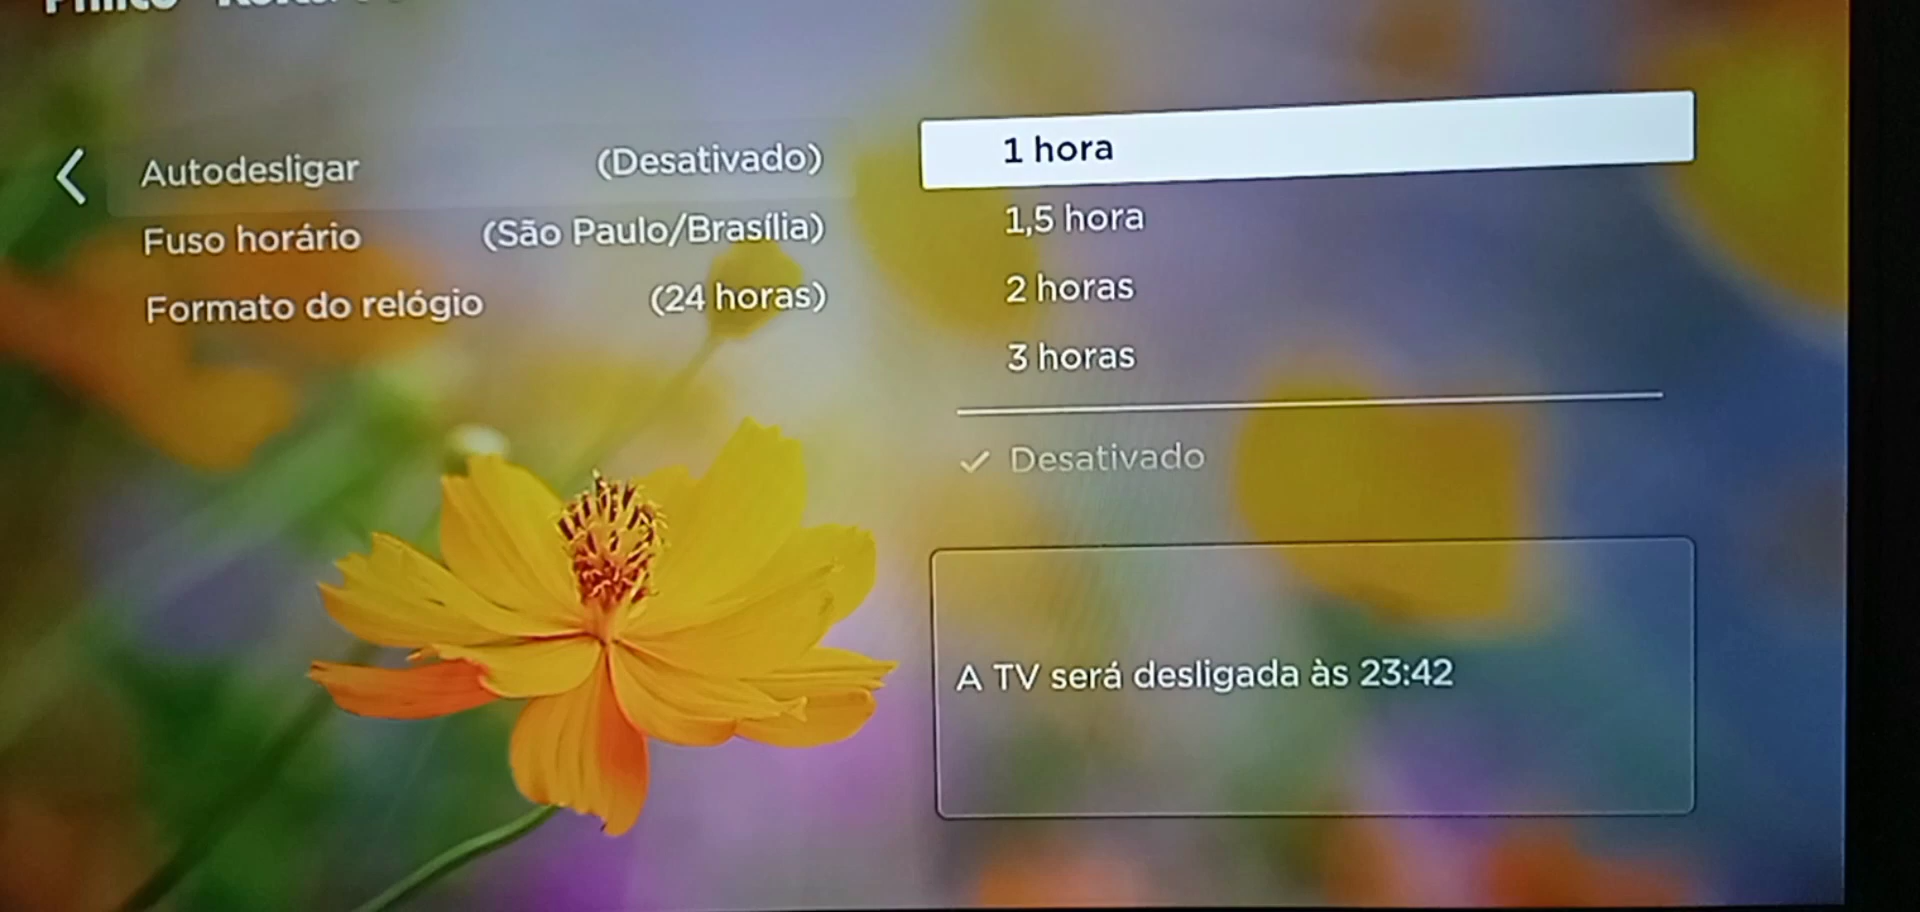 Philco
Autodesligar (Desativado)
Fuso horário (São Paulo/Brasília)
Formato do relógio (24 horas)
1 hora
1,5 hora
2 horas
3 horas
Desativado
A TV será desligada às 23:42